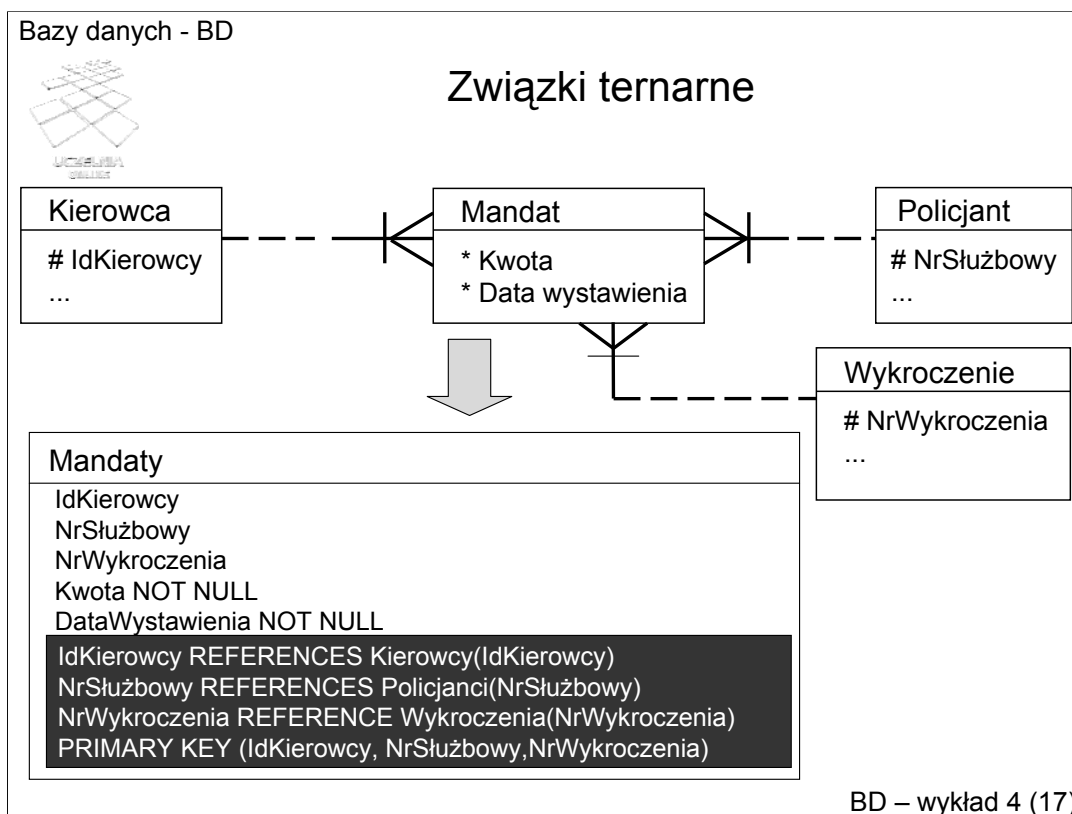 Bazy danych - BD
Związki ternarne
UCZELNIA
ONLINE
Kierowca
# IdKierowcy
...
Mandat
* Kwota
* Data wystawienia
Policjant
# NrSłużbowy
...
Wykroczenie
# NrWykroczenia
...
Mandaty
IdKierowcy
NrSłużbowy
NrWykroczenia
Kwota NOT NULL
DataWystawienia NOT NULL
IdKierowcy REFERENCES Kierowcy(IdKierowcy)
NrSłużbowy REFERENCES Policjanci(NrSłużbowy)
NrWykroczenia REFERENCE Wykroczenia(NrWykroczenia)
PRIMARY KEY (IdKierowcy, NrSłużbowy,NrWykroczenia)
BD – wykład 4 (17)